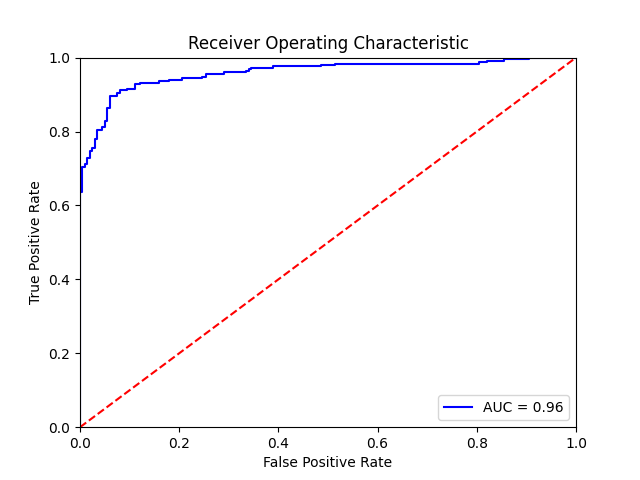 Receiver Operating Characteristic
1.0
0.8
0.6
0.4
0.2
0.0
True Positive Rate
AUC = 0.96
0.0 0.2 0.4 0.6 0.8 1.0
False Positive Rate